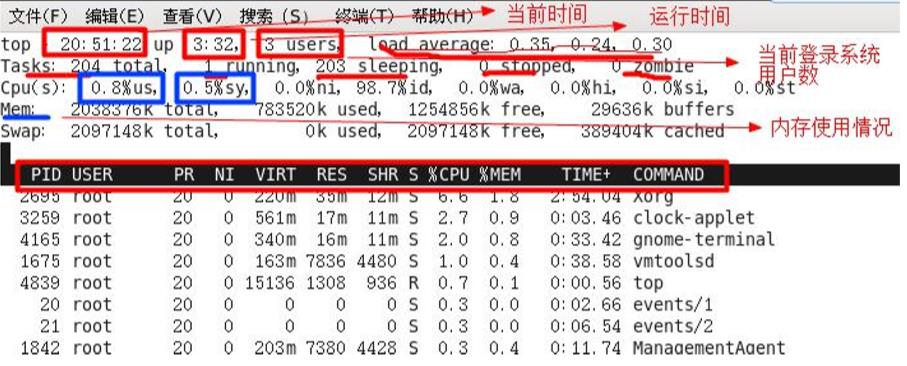 文件(F) 编辑(E) 查看(V) 搜索 (S) 终端(T) 帮助(H) 当前时间 运行时间
top - 20:51:22 up 3:32, 3 users, load average: 0.35, 0.24, 0.30
当前登录系统
用户数
Tasks: 204 total, 1 running, 203 sleeping, 0 stopped, 0 zombie
Cpu(s): 0.8%us, 0.5%sy, 0.0%ni, 98.7%id, 0.0%wa, 0.0%hi, 0.0%si, 0.0%st
Mem: 2038376k total, 783520k used, 1254856k free, 29636k buffers
内存使用情况
Swap: 2097148k total, 0k used, 2097148k free, 389404k cached
PID USER PR NI VIRT RES SHR S %CPU %MEM TIME+ COMMAND
2695 root 20 0 220m 35m 12m S 6.6 1.8 2:54.04 Xorg
3259 root 20 0 561m 17m 11m S 2.7 0.9 0:03.46 clock-applet
4165 root 20 0 340m 16m 11m S 2.0 0.8 0:33.42 gnome-terminal
1675 root 20 0 163m 7836 4480 S 1.0 0.4 0:38.58 vmtoolsd
4839 root 20 0 15136 1308 936 R 0.7 0.1 0:00.56 top
20 root 20 0 0 0 0 S 0.3 0.0 0:02.66 events/1
21 root 20 0 0 0 0 S 0.3 0.0 0:06.54 events/2
1842 root 20 0 203m 7380 4428 S 0.3 0.4 0:11.74 ManagementAgent